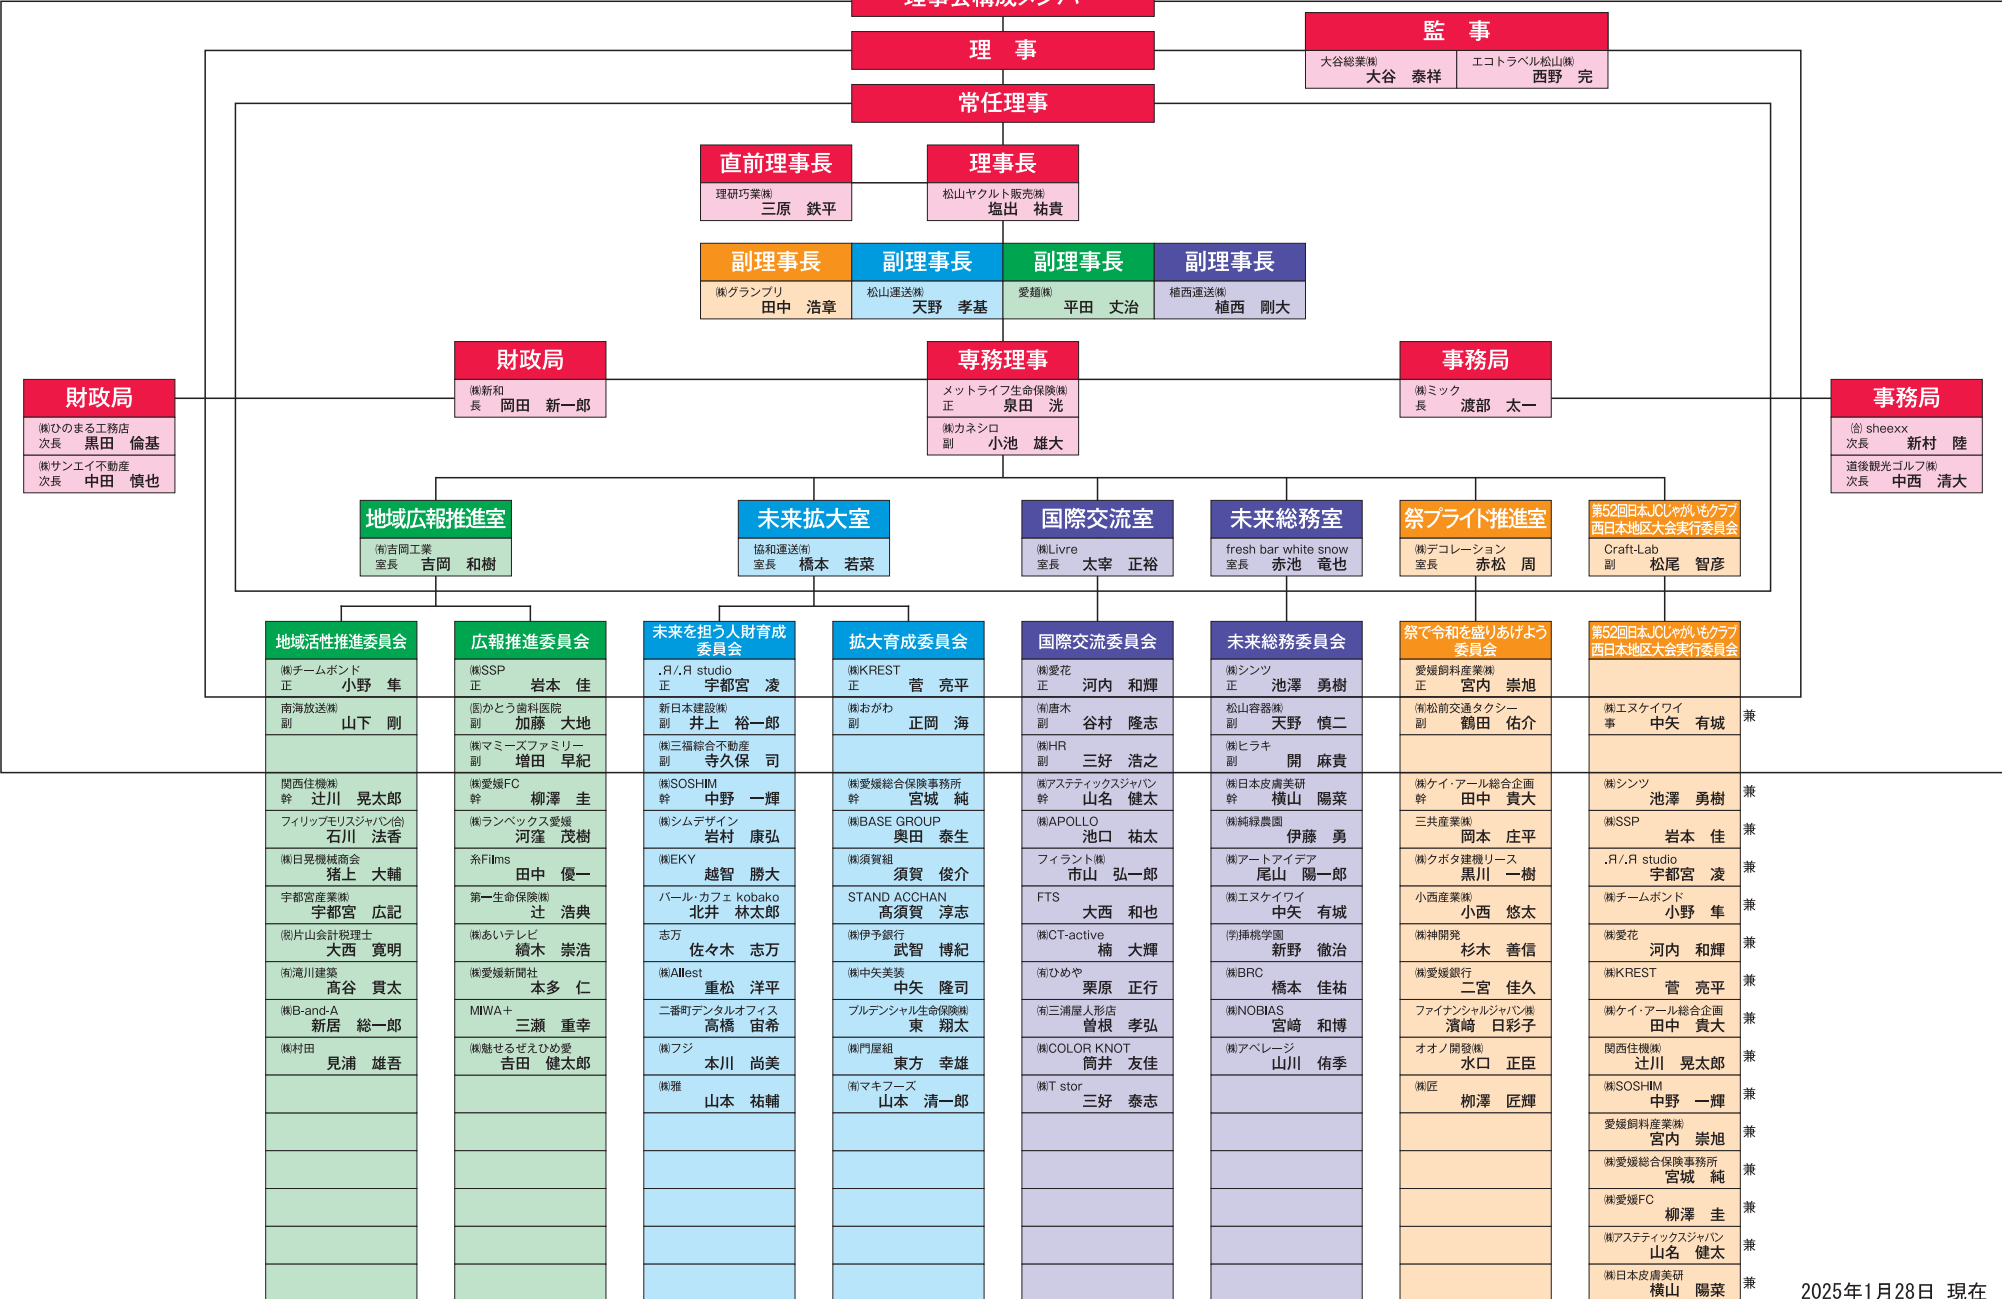 理事会構成メンバー
理　事
監　事
大谷総業㈱
大谷　泰祥
エコトラベル松山㈱
西野　完
常任理事
直前理事長
理研巧業㈱
三原　鉄平
理事長
松山ヤクルト販売㈱
塩出　祐貴
副理事長
㈱グランプリ
田中　浩章
副理事長
松山運送㈱
天野　孝基
副理事長
愛麺㈱
平田　丈治
副理事長
植西運送㈱
植西　剛大
財政局
㈱ひのまる工務店
次長　黒田　倫基
㈱サンエイ不動産
次長　中田　慎也
財政局
㈱新和
長　岡田　新一郎
専務理事
メットライフ生命保険㈱
正　泉田　洸
㈱カネシロ
副　小池　雄大
事務局
㈱ミック
長　渡部　太一
事務局
㈾ sheexx
次長　新村　陸
道後観光ゴルフ㈱
次長　中西　清大
地域広報推進室
㈲吉岡工業
室長　吉岡　和樹
未来拡大室
協和運送㈲
室長　橋本　若菜
国際交流室
㈱Livre
室長　太宰　正裕
未来総務室
fresh bar white snow
室長　赤池　竜也
祭プライド推進室
㈱デコレーション
室長　赤松　周
第52回日本JCじゃがいもクラブ
西日本地区大会実行委員会
Craft-Lab
副　松尾　智彦
地域活性推進委員会
㈱チームボンド
正　小野　隼
南海放送㈱
副　山下　剛
関西住機㈱
幹　辻川　晃太郎
フィリップモリスジャパン(合)
石川　法香
㈱日晃機械商会
猪上　大輔
宇都宮産業㈱
宇都宮　広記
(税)片山会計税理士
大西　寛明
㈲滝川建築
髙谷　貫太
㈱B-and-A
新居　総一郎
㈱村田
見浦　雄吾
広報推進委員会
㈱SSP
正　岩本　佳
(医)かとう歯科医院
副　加藤　大地
㈱マミーズファミリー
副　増田　早紀
㈱愛媛FC
幹　柳澤　圭
㈱ランベックス愛媛
河窪　茂樹
糸Films
田中　優一
第一生命保険㈱
辻　浩典
㈱あいテレビ
續木　崇浩
㈱愛媛新聞社
本多　仁
MIWA＋
三瀬　重幸
㈱魅せるぜえひめ愛
𠮷田　健太郎
未来を担う人財育成
委員会
.Я/.Я studio
正　宇都宮　凌
新日本建設㈱
副　井上　裕一郎
㈱三福綜合不動産
副　寺久保　司
㈱SOSHIM
幹　中野　一輝
㈱シムデザイン
岩村　康弘
㈱EKY
越智　勝大
バール・カフェ kobako
北井　林太郎
志万
佐々木　志万
㈱Allest
重松　洋平
二番町デンタルオフィス
高橋　宙希
㈱フジ
本川　尚美
㈱雅
山本　祐輔
拡大育成委員会
㈱KREST
正　菅　亮平
㈱おがわ
副　正岡　海
㈱愛媛総合保険事務所
幹　宮城　純
㈱BASE GROUP
奥田　泰生
㈱須賀組
須賀　俊介
STAND ACCHAN
髙須賀　淳志
㈱伊予銀行
武智　博紀
㈱中矢美装
中矢　隆司
プルデンシャル生命保険㈱
東　翔太
㈱門屋組
東方　幸雄
㈲マキフーズ
山本　清一郎
国際交流委員会
㈱愛花
正　河内　和輝
㈲唐木
副　谷村　隆志
㈱HR
副　三好　浩之
㈱アステティックスジャパン
幹　山名　健太
㈱APOLLO
池口　祐太
フィラント㈱
市山　弘一郎
FTS
大西　和也
㈱CT-active
楠　大輝
㈲ひめや
栗原　正行
㈲三浦屋人形店
曽根　孝弘
㈱COLOR KNOT
筒井　友佳
㈱T stor
三好　泰志
未来総務委員会
㈱シンツ
正　池澤　勇樹
松山容器㈱
副　天野　慎二
㈱ヒラキ
副　開　麻貴
㈱日本皮膚美研
幹　横山　陽菜
㈱純緑農園
伊藤　勇
㈱アートアイデア
尾山　陽一郎
㈱エヌケイワイ
中矢　有城
(学)挿桃学園
新野　徹治
㈱BRC
橋本　佳祐
㈱NOBIAS
宮﨑　和博
㈱アベレージ
山川　侑季
祭で令和を盛りあげよう
委員会
愛媛飼料産業㈱
正　宮内　崇旭
㈲松前交通タクシー
副　鶴田　佑介
㈱ケイ・アール総合企画
幹　田中　貴大
三共産業㈱
岡本　庄平
㈱クボタ建機リース
黒川　一樹
小西産業㈱
小西　悠太
㈱神開発
杉木　善信
㈱愛媛銀行
二宮　佳久
ファイナンシャルジャパン㈱
濱﨑　日彩子
オオノ開發㈱
水口　正臣
㈱匠
栁澤　匠輝
第52回日本JCじゃがいもクラブ
西日本地区大会実行委員会
㈱エヌケイワイ
事　中矢　有城　兼
㈱シンツ
池澤　勇樹　兼
㈱SSP
岩本　佳　兼
.Я/.Я studio
宇都宮　凌　兼
㈱チームボンド
小野　隼　兼
㈱愛花
河内　和輝　兼
㈱KREST
菅　亮平　兼
㈱ケイ・アール総合企画
田中　貴大　兼
関西住機㈱
辻川　晃太郎　兼
㈱SOSHIM
中野　一輝　兼
愛媛飼料産業㈱
宮内　崇旭　兼
㈱愛媛総合保険事務所
宮城　純　兼
㈱愛媛FC
柳澤　圭　兼
㈱アステティックスジャパン
山名　健太　兼
㈱日本皮膚美研
横山　陽菜　兼
2025年1月28日 現在